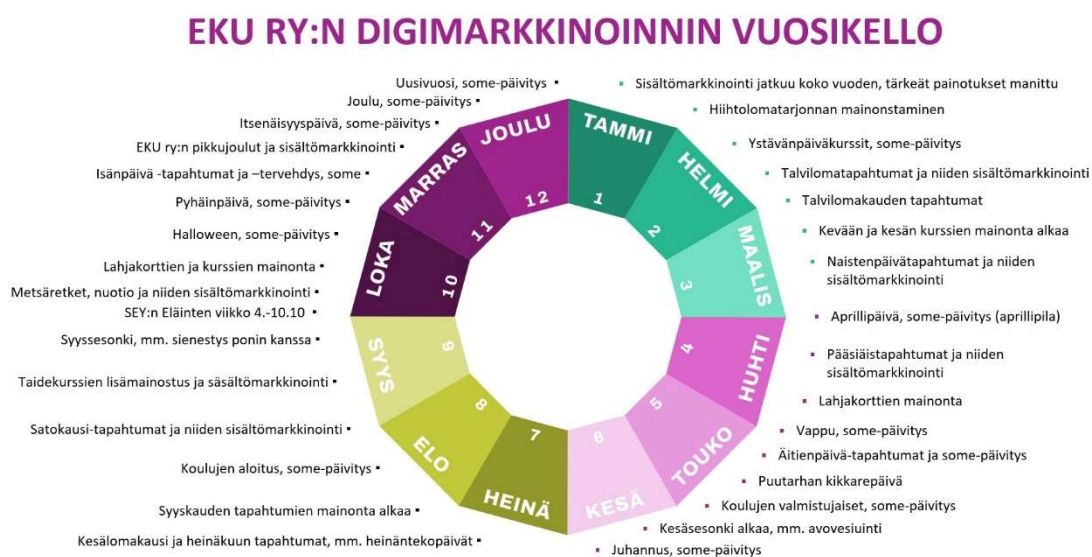 EKU RY:N DIGIMARKKINOINNIN VUOSIKELLO
▪ Sisältömarkkinointi jatkuu koko vuoden, tärkeät painotukset manittu
▪ Hiihtolomatarjonnan mainonstaminen
▪ Ystävänpäiväkurssit, some-päivitys
▪ Talvilomatapahtumat ja niiden sisältömarkkinointi
▪ Talvilomakauden tapahtumat
▪ Kevään ja kesän kurssien mainonta alkaa
▪ Naistenpäivätapahtumat ja niiden
sisältömarkkinointi
▪ Aprillipäivä, some-päivitys (aprillipila)
▪ Pääsiäistapahtumat ja niiden
sisältömarkkinointi
▪ Lahjakorttien mainonta
▪ Vappu, some-päivitys
▪ Äitienpäivä-tapahtumat ja some-päivitys
▪ Puutarhan kikkarepäivä
▪ Koulujen valmistujaiset, some-päivitys
▪ Kesäsesonki alkaa, mm. avovesiuinti
▪ Juhannus, some-päivitys
Kesälomakausi ja heinäkuun tapahtumat, mm. heinäntekopäivät ▪
Syyskauden tapahtumien mainonta alkaa ▪
Koulujen aloitus, some-päivitys ▪
Satokausi-tapahtumat ja niiden sisältömarkkinointi ▪
Taidekurssien lisämainostus ja säsältömarkkinointi ▪
Syyssesonki, mm. sienestys ponin kanssa ▪
SEY:n Eläinten viikko 4.-10.10 ▪
Metsäretket, nuotio ja niiden sisältömarkkinointi ▪
Lahjakorttien ja kurssien mainonta ▪
Halloween, some-päivitys ▪
Pyhäinpäivä, some-päivitys ▪
Isänpäivä -tapahtumat ja –tervehdys, some ▪
EKU ry:n pikkujoulut ja sisältömarkkinointi ▪
Itsenäisyyspäivä, some-päivitys ▪
Joulu, some-päivitys ▪
Uusivuosi, some-päivitys ▪
TAMMI
1
HELMI
2
MAALIS
3
HUHTI
4
TOUKO
5
KESÄ
6
HEINÄ
7
ELO
8
SYYS
9
LOKA
10
MARRAS
11
JOULU
12